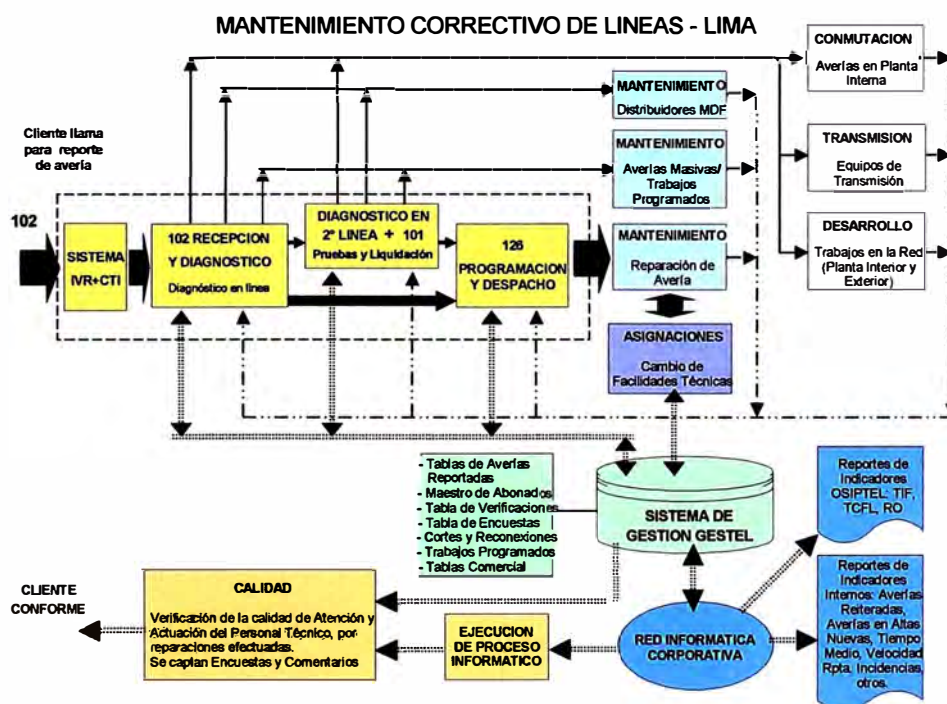 MANTENIMIENTO CORRECTIVO DE LINEAS - LIMA
Cliente llama
para reporte
de avería
102
SISTEMA
IVR+CTI
102 RECEPCION
Y DIAGNOSTICO
Diagnóstico en línea
DIAGNOSTICO EN
2º LINEA + 101
Pruebas y Liquidación
126
PROGRAMACION
Y DESPACHO
MANTENIMIENTO
Distribuidores MDF
MANTENIMIENTO
Averías Masivas/
Trabajos
Programados
MANTENIMIENTO
Reparación de
Avería
ASIGNACIONES
Cambio de
Facilidades Técnicas
CONMUTACION
Averías en Planta
Interna
TRANSMISION
Equipos de
Transmisión
DESARROLLO
Trabajos en la Red
(Planta Interior y
Exterior)
- Tablas de Averías
Reportadas
- Maestro de Abonados
- Tabla de Verificaciones
- Tabla de Encuestas
- Cortes y Reconexiones
- Trabajos Programados
- Tablas Comercial
SISTEMA DE
GESTION GESTEL
Reportes de
Indicadores
OSIPTEL: TIF,
TCFL, RO
Reportes de
Indicadores
Internos: Averías
Reiteradas,
Averías en Altas
Nuevas, Tiempo
Medio, Velocidad
Rpta, Incidencias,
otros.
RED INFORMATICA
CORPORATIVA
EJECUCION
DE PROCESO
INFORMATICO
CALIDAD
Verificación de la calidad de Atención y
Actuación del Personal Técnico, por
reparaciones efectuadas.
Se captan Encuestas y Comentarios
CLIENTE
CONFORME